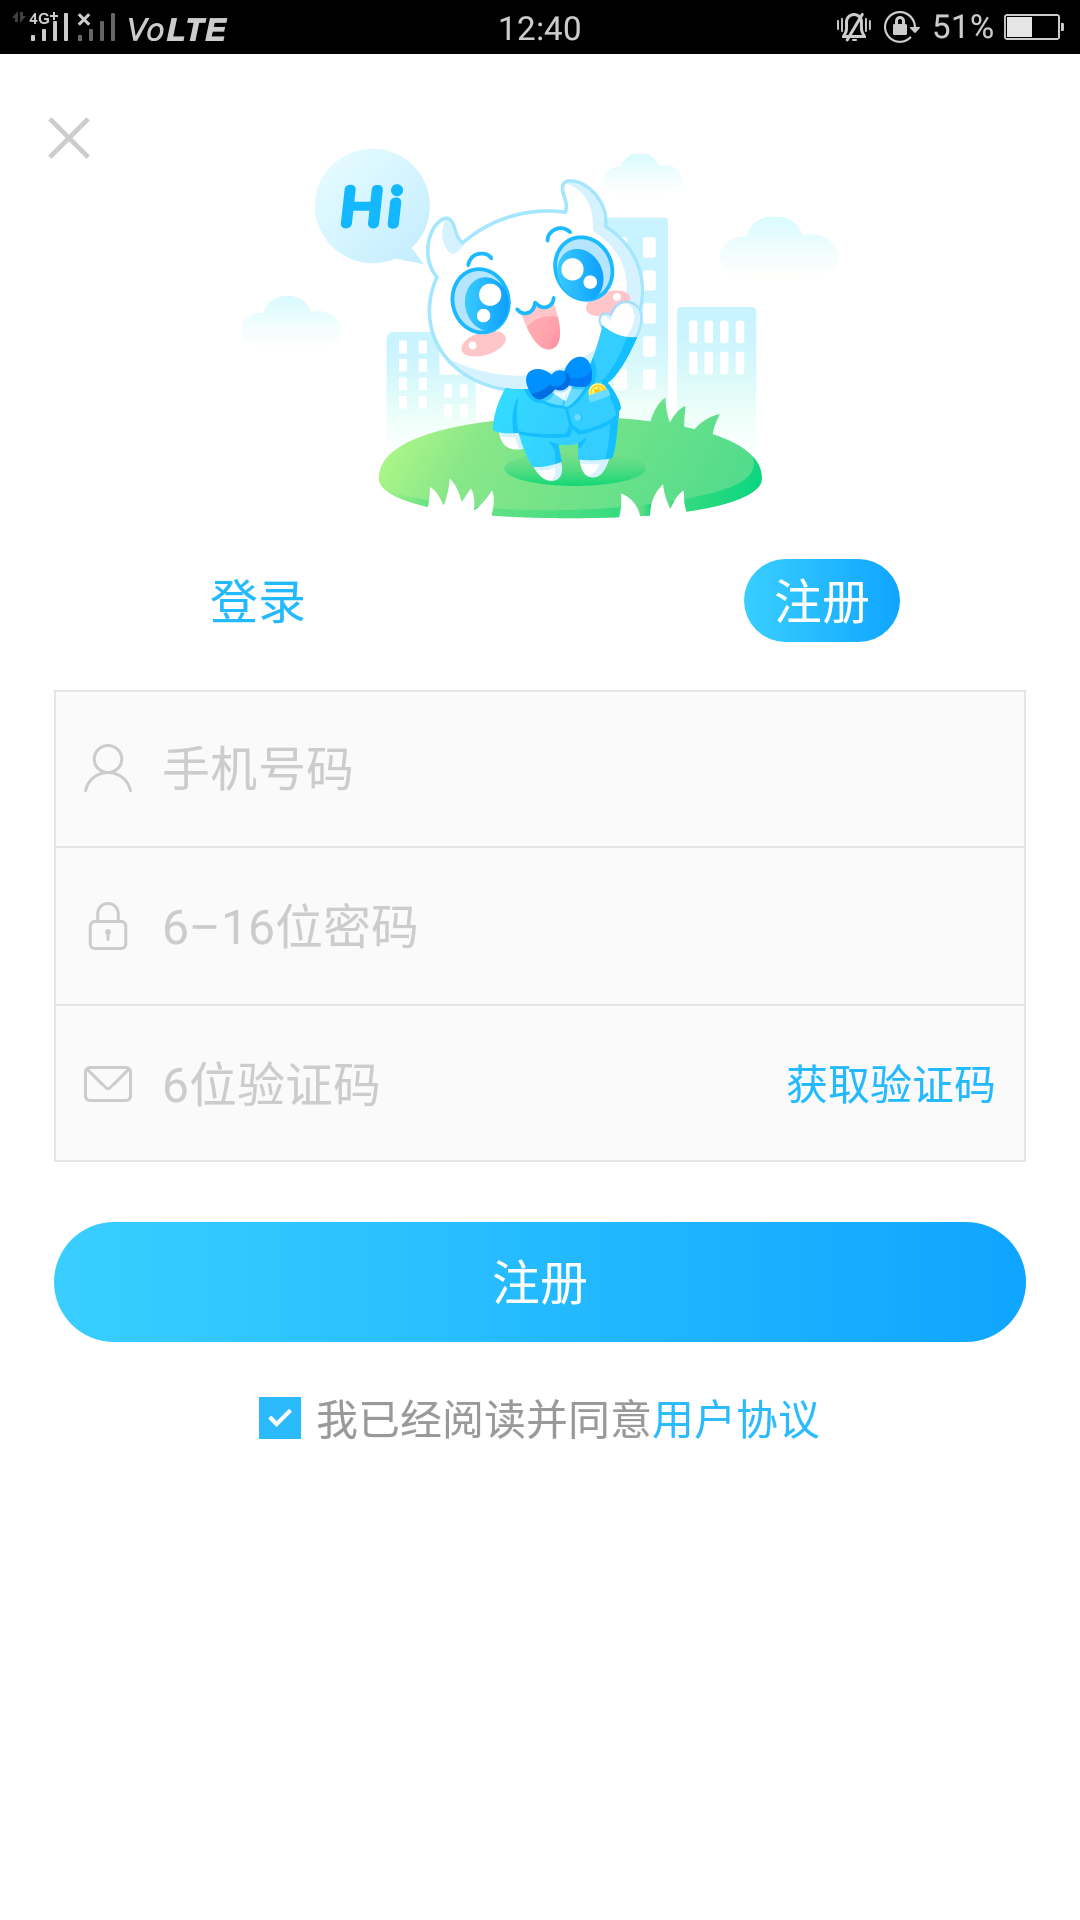 4G+ VoLTE 12:40 51%
Hi
登录 注册
手机号码
6-16位密码
6位验证码 获取验证码
注册
我已经阅读并同意用户协议